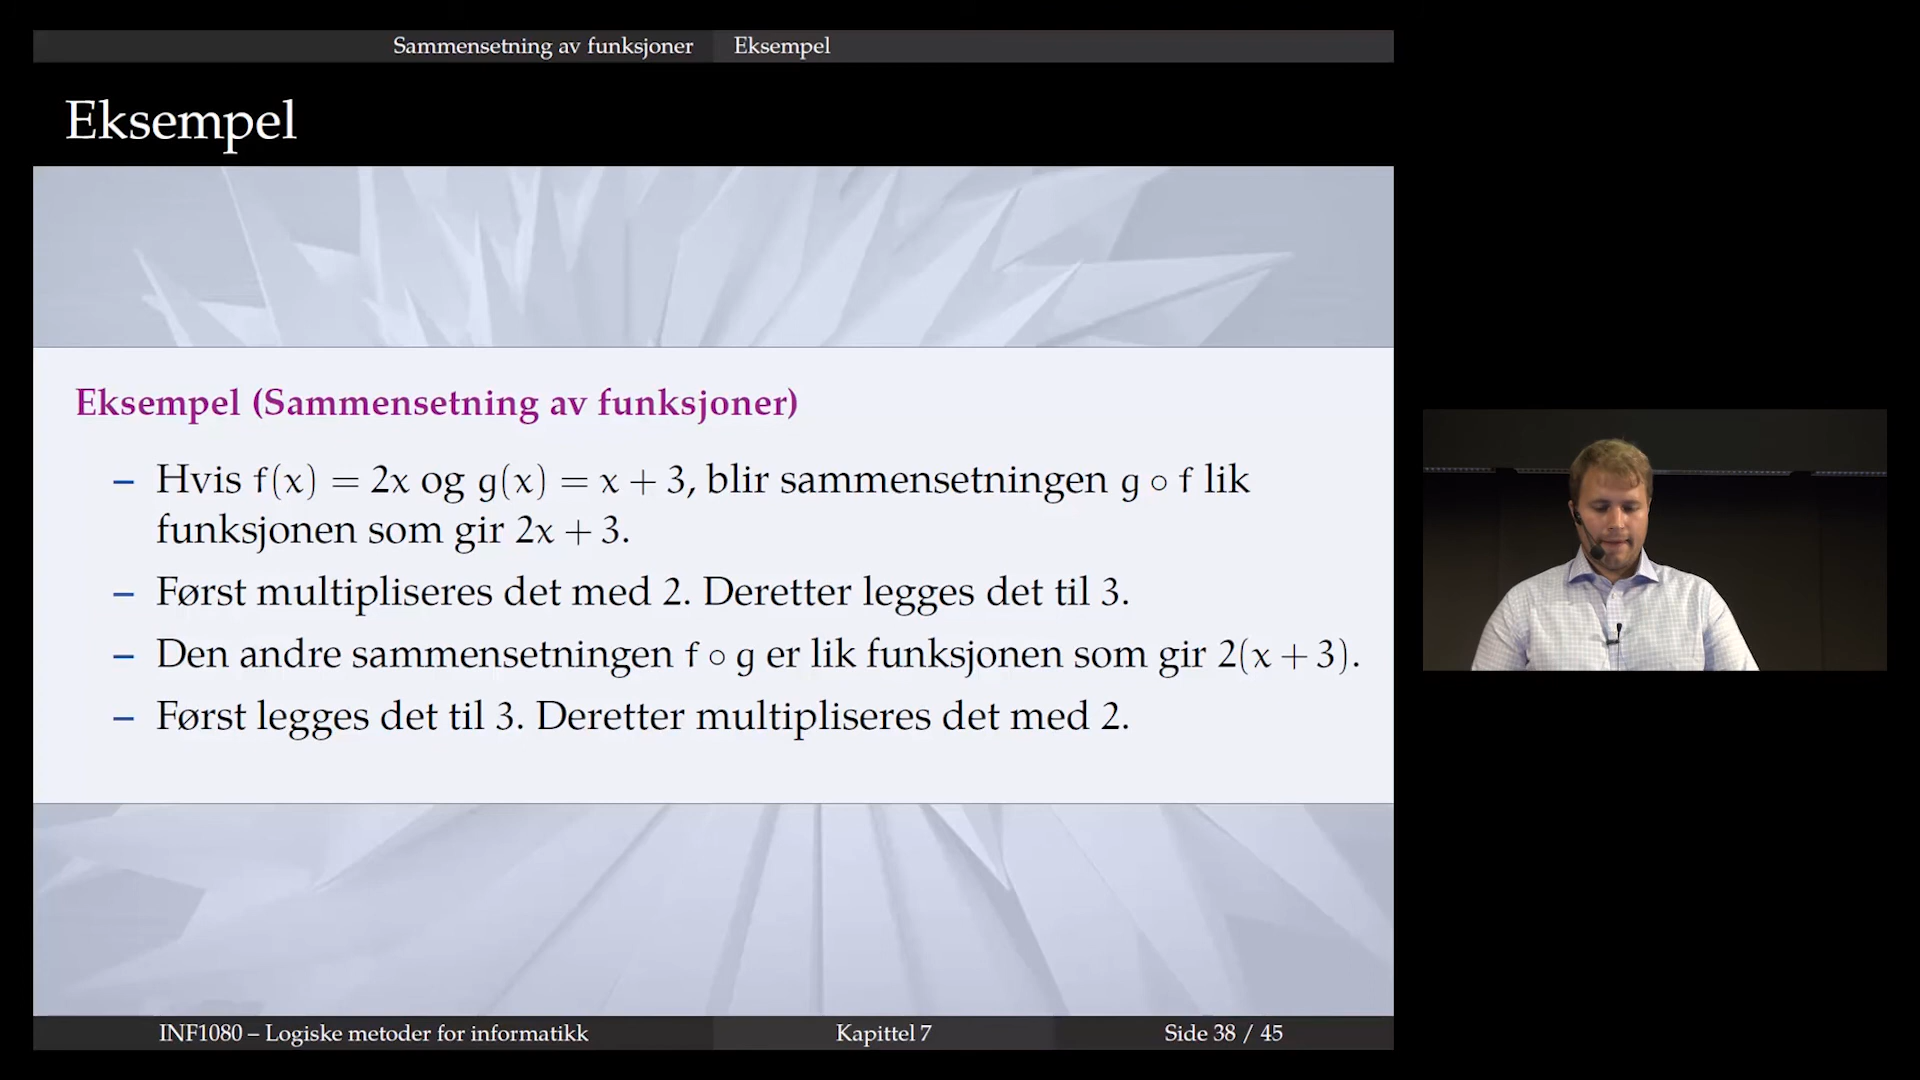 Sammensetning av funksjoner Eksempel
Eksempel
Eksempel (Sammensetning av funksjoner)
– Hvis f(x) = 2x og g(x) = x + 3, blir sammensetningen g ∘ f lik
funksjonen som gir 2x + 3.
– Først multipliseres det med 2. Deretter legges det til 3.
– Den andre sammensetningen f ∘ g er lik funksjonen som gir 2(x + 3).
– Først legges det til 3. Deretter multipliseres det med 2.
INF1080 – Logiske metoder for informatikk Kapittel 7 Side 38 / 45